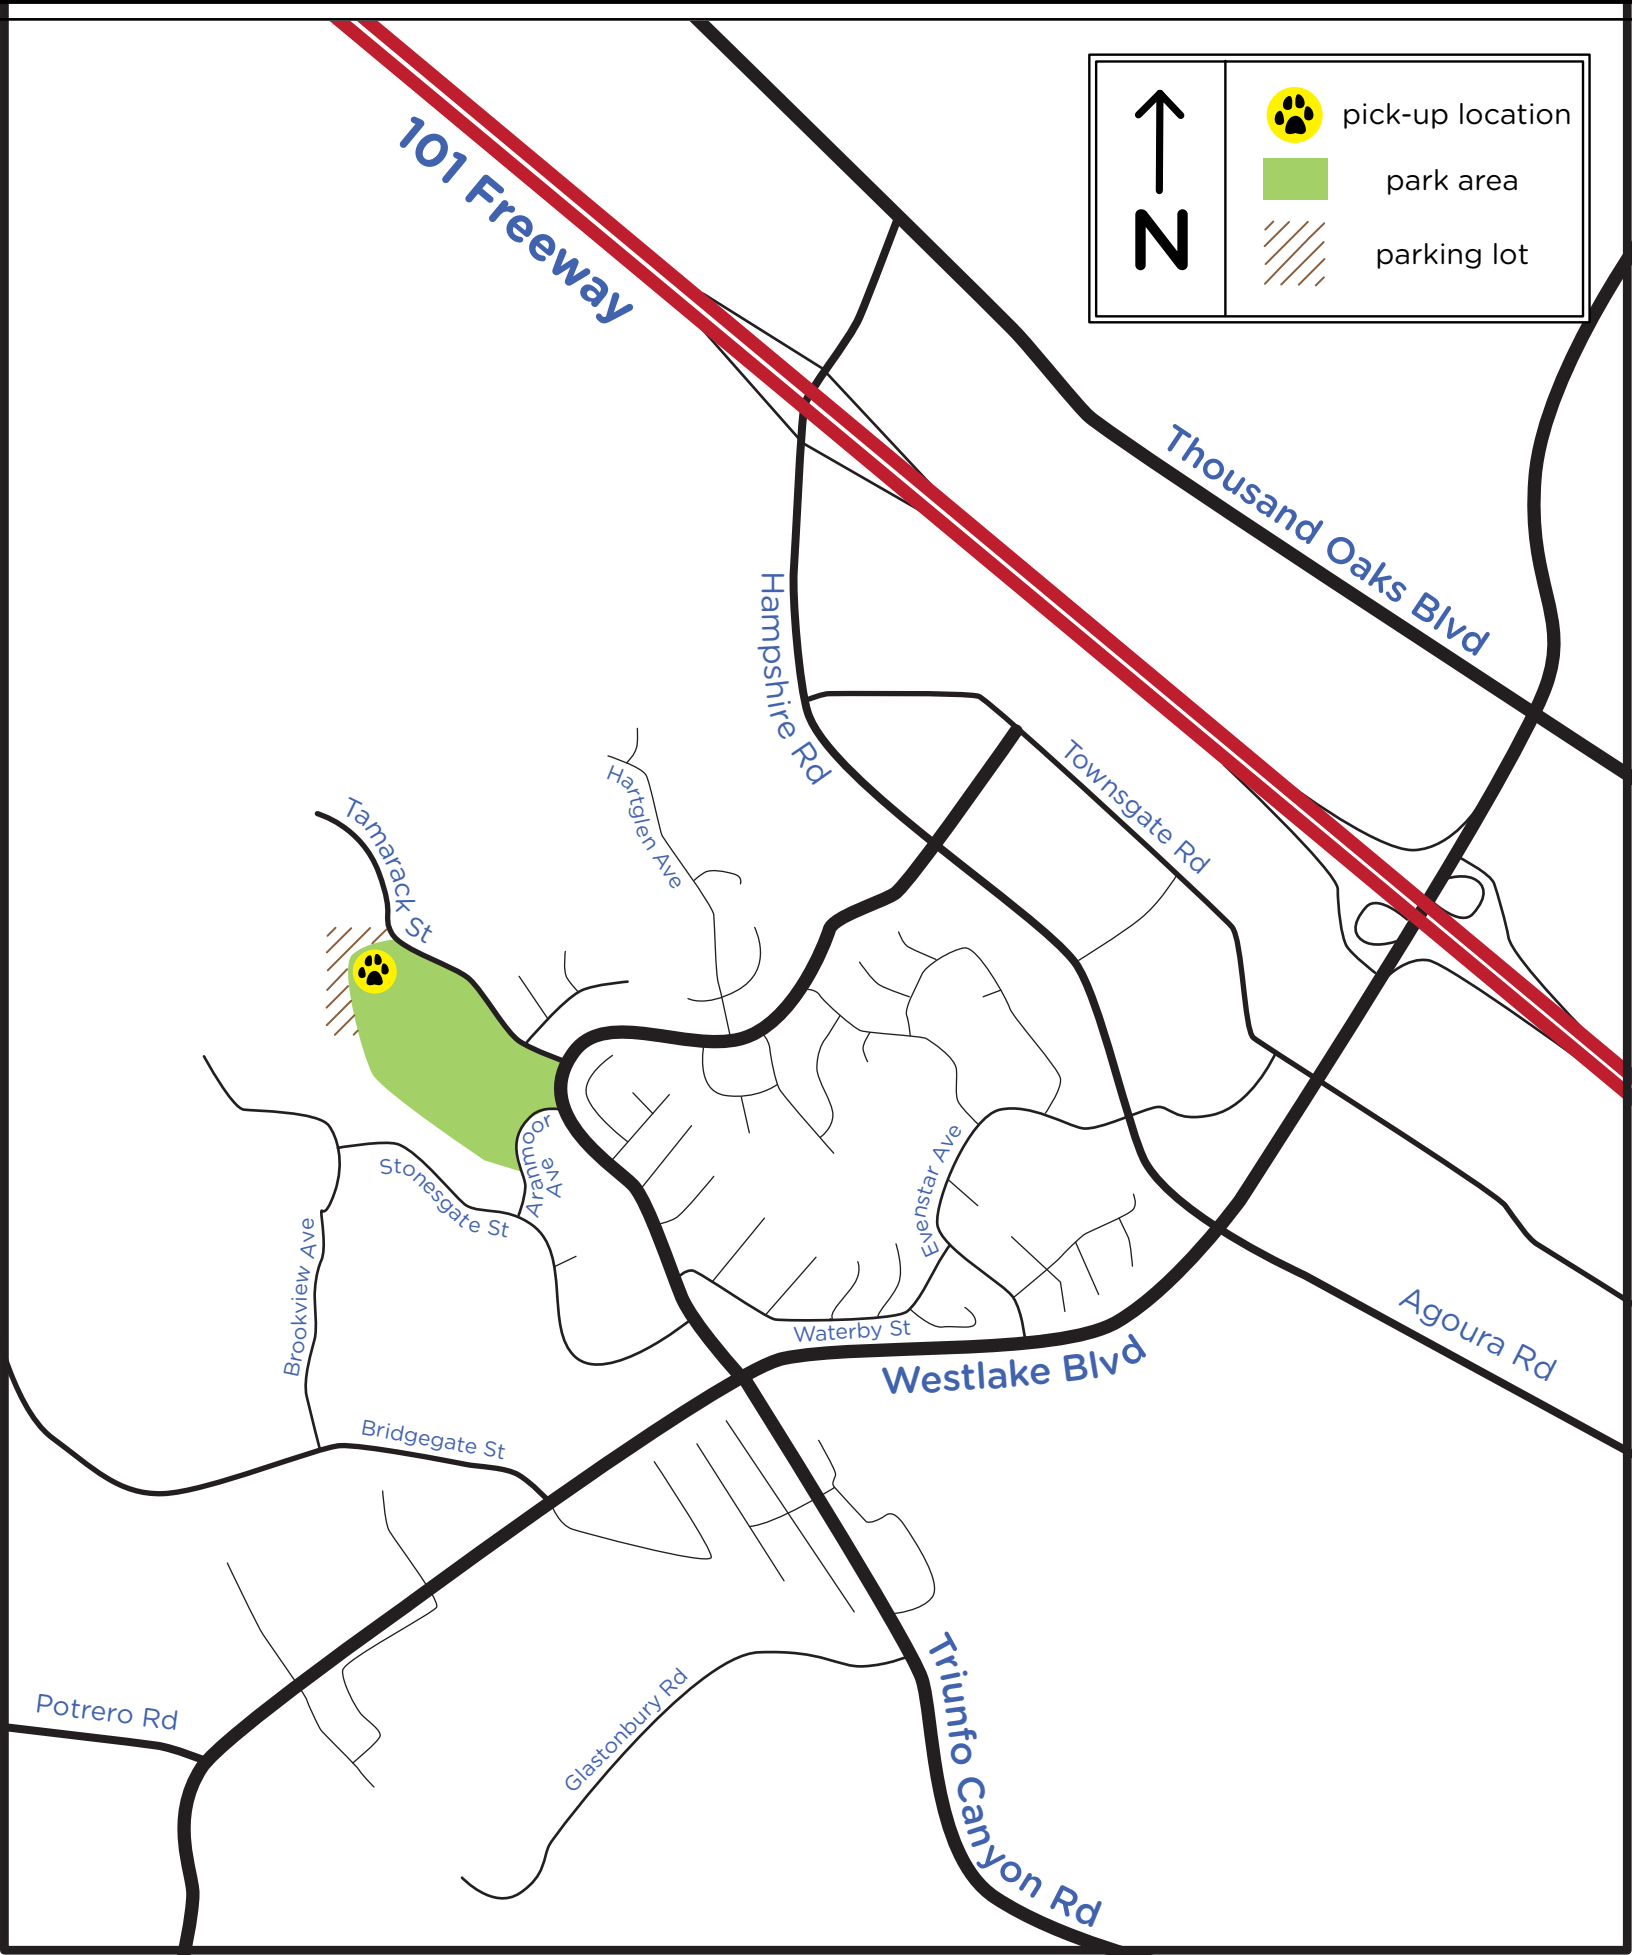 pick-up location
park area
parking lot
N
101 Freeway
Thousand Oaks Blvd
Hampshire Rd
Townsgate Rd
Hartglen Ave
Tamarack St
Aranmoor
Ave
Evenstar Ave
Stonesgate St
Brookview Ave
Waterby St
Westlake Blvd
Agoura Rd
Bridgegate St
Potrero Rd
Glastonbury Rd
Triunfo Canyon Rd